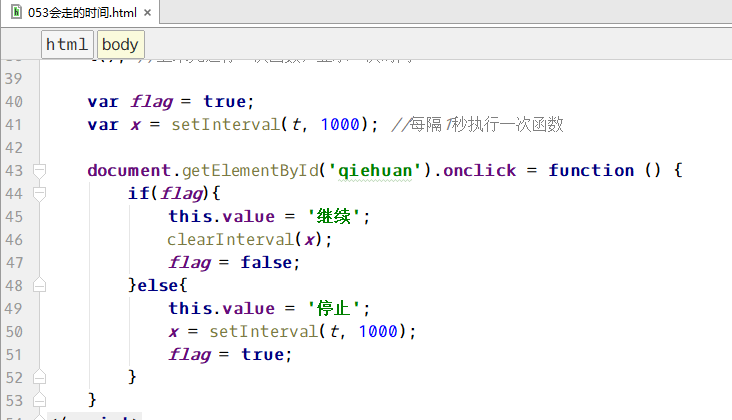 053会走的时间.html ×
html body
39
40 var flag = true;
41 var x = setInterval(t, 1000); //每隔1秒执行一次函数
42
43 document.getElementById('qiehuan').onclick = function () {
44 if(flag){
45 this.value = '继续';
46 clearInterval(x);
47 flag = false;
48 }else{
49 this.value = '停止';
50 x = setInterval(t, 1000);
51 flag = true;
52 }
53 }